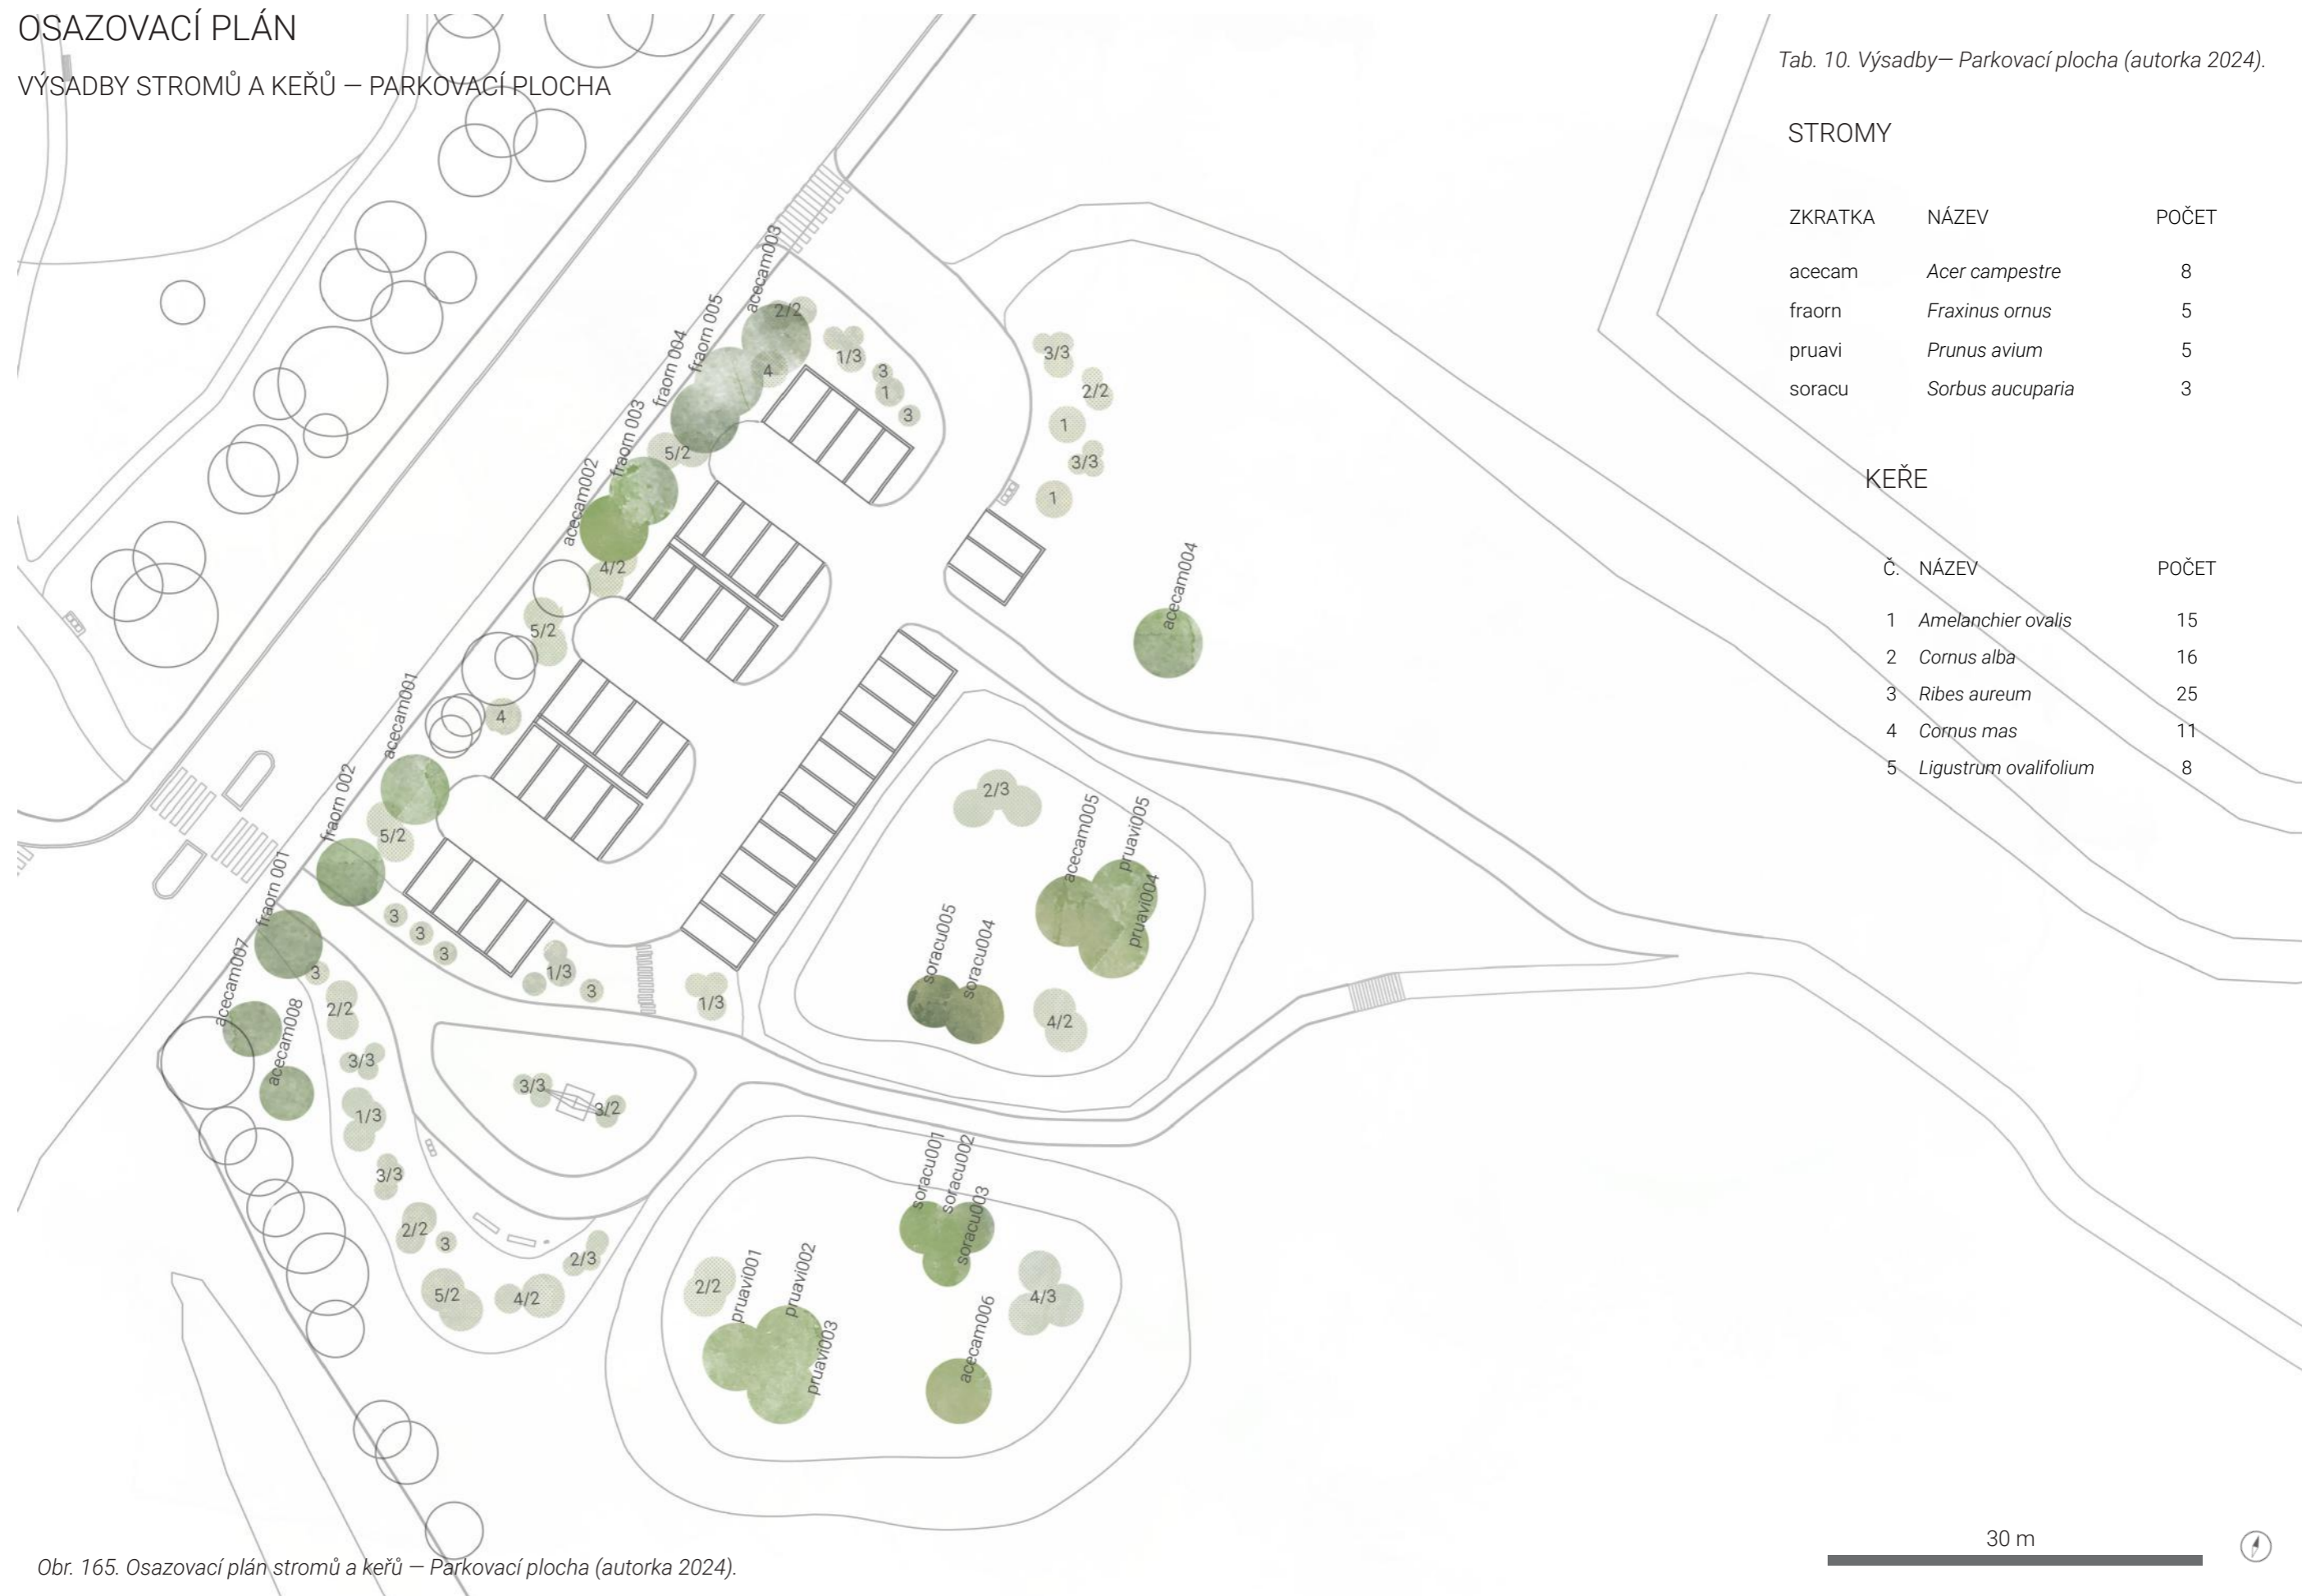 OSAZOVACÍ PLÁN
VÝSADBY STROMŮ A KEŘŮ — PARKOVACÍ PLOCHA
Tab. 10. Výsadby— Parkovací plocha (autorka 2024).
STROMY
ZKRATKA NÁZEV POČET
acecam Acer campestre 8
fraorn Fraxinus ornus 5
pruavi Prunus avium 5
soracu Sorbus aucuparia 3
KEŘE
Č. NÁZEV POČET
1 Amelanchier ovalis 15
2 Cornus alba 16
3 Ribes aureum 25
4 Cornus mas 11
5 Ligustrum ovalifolium 8
acecam003
2/2
fraorn 005
1/3
4
3
1
3
fraorn 004
3/3
2/2
1
3/3
1
fraorn 003
5/2
acecam002
4/2
acecam004
5/2
4
acecam001
fraorn 002
5/2
2/3
acecam005
pruavi005
pruavi004
fraorn 001
3
3
3
1/3
3
1/3
soracu005
soracu004
4/2
acecam007
3
2/2
acecam008
3/3
1/3
3/3
3/2
3/3
2/2
3
2/3
5/2
4/2
soracu001
soracu002
soracu003
2/2
pruavi001
pruavi002
pruavi003
4/3
acecam006
30 m
Obr. 165. Osazovací plán stromů a keřů — Parkovací plocha (autorka 2024).